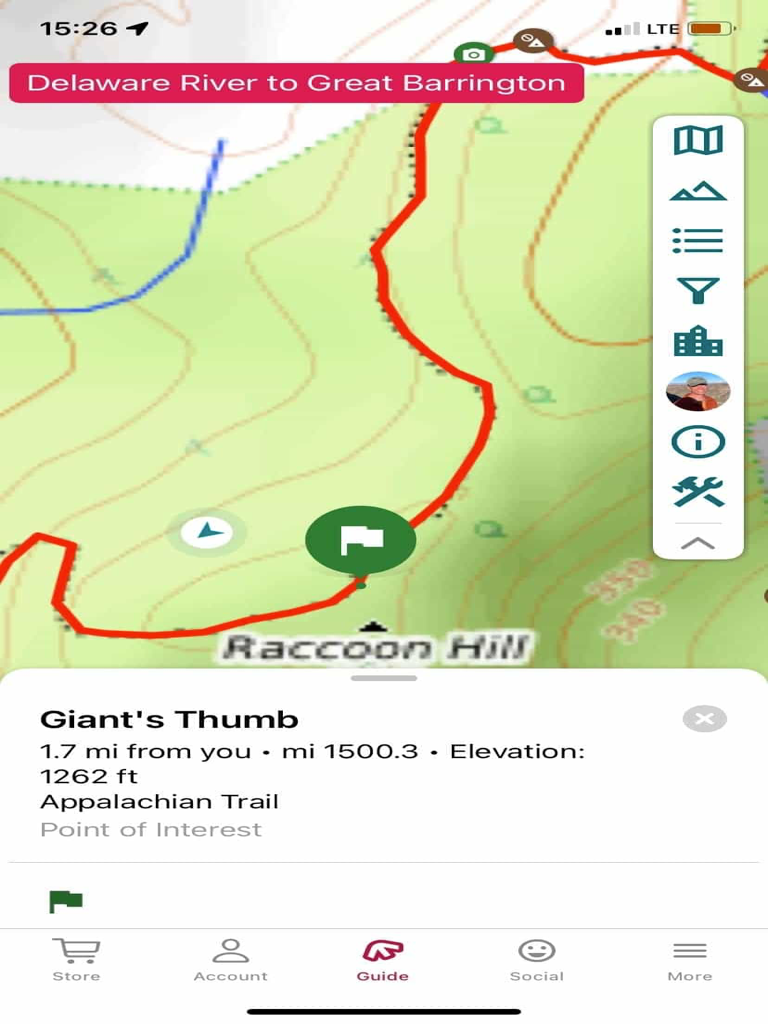 15:26
LTE
Delaware River to Great Barrington
350
340
Raccoon Hill
Giant's Thumb
1.7 mi from you • mi 1500.3 • Elevation:
1262 ft
Appalachian Trail
Point of Interest
Store
Account
Guide
Social
More